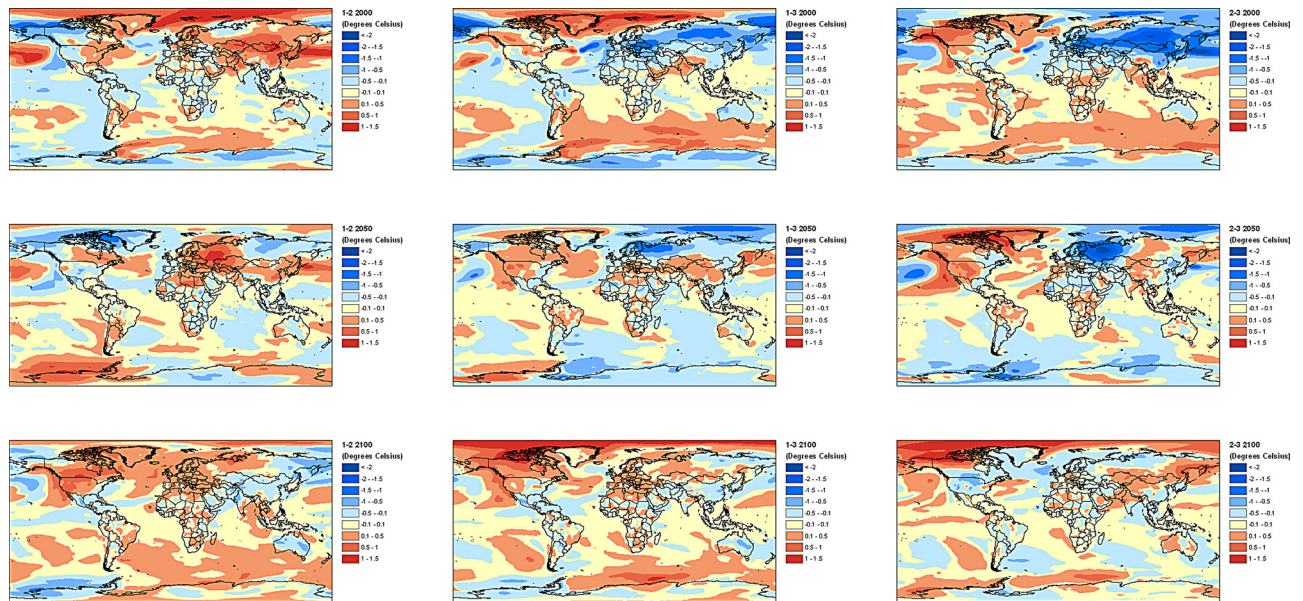 1-2 2000
(Degrees Celsius)
< -2
-2 - -1.5
-1.5 - -1
-1 - -0.5
-0.5 - -0.1
-0.1 - 0.1
0.1 - 0.5
0.5 - 1
1 - 1.5
1-3 2000
(Degrees Celsius)
< -2
-2 - -1.5
-1.5 - -1
-1 - -0.5
-0.5 - -0.1
-0.1 - 0.1
0.1 - 0.5
0.5 - 1
1 - 1.5
2-3 2000
(Degrees Celsius)
< -2
-2 - -1.5
-1.5 - -1
-1 - -0.5
-0.5 - -0.1
-0.1 - 0.1
0.1 - 0.5
0.5 - 1
1 - 1.5
1-2 2050
(Degrees Celsius)
< -2
-2 - -1.5
-1.5 - -1
-1 - -0.5
-0.5 - -0.1
-0.1 - 0.1
0.1 - 0.5
0.5 - 1
1 - 1.5
1-3 2050
(Degrees Celsius)
< -2
-2 - -1.5
-1.5 - -1
-1 - -0.5
-0.5 - -0.1
-0.1 - 0.1
0.1 - 0.5
0.5 - 1
1 - 1.5
2-3 2050
(Degrees Celsius)
< -2
-2 - -1.5
-1.5 - -1
-1 - -0.5
-0.5 - -0.1
-0.1 - 0.1
0.1 - 0.5
0.5 - 1
1 - 1.5
1-2 2100
(Degrees Celsius)
< -2
-2 - -1.5
-1.5 - -1
-1 - -0.5
-0.5 - -0.1
-0.1 - 0.1
0.1 - 0.5
0.5 - 1
1 - 1.5
1-3 2100
(Degrees Celsius)
< -2
-2 - -1.5
-1.5 - -1
-1 - -0.5
-0.5 - -0.1
-0.1 - 0.1
0.1 - 0.5
0.5 - 1
1 - 1.5
2-3 2100
(Degrees Celsius)
< -2
-2 - -1.5
-1.5 - -1
-1 - -0.5
-0.5 - -0.1
-0.1 - 0.1
0.1 - 0.5
0.5 - 1
1 - 1.5